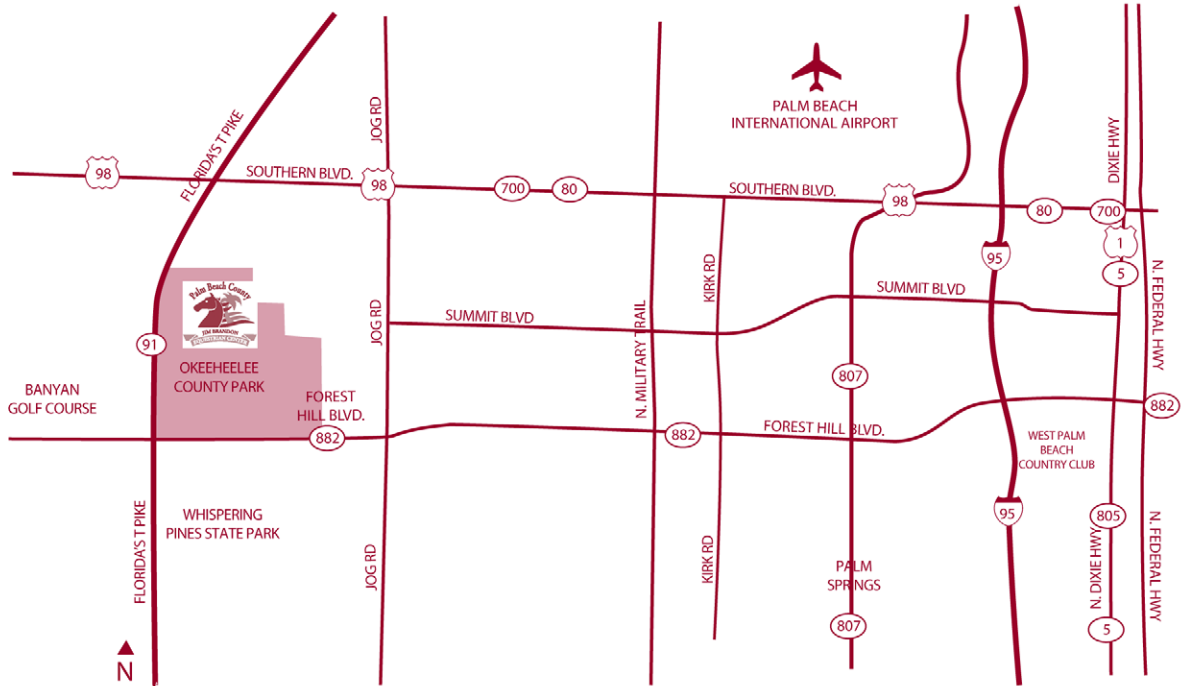 JOG RD
FLORIDA'S T PIKE
PALM BEACH
INTERNATIONAL AIRPORT
DIXIE HWY
98
SOUTHERN BLVD.
98
700
80
SOUTHERN BLVD.
98
80
700
1
5
95
KIRK RD
N. FEDERAL HWY
Palm Beach County
JIM BRANDON
EQUESTRIAN CENTER
JOG RD
SUMMIT BLVD
SUMMIT BLVD
91
N. MILITARY TRAIL
OKEEHEELEE
COUNTY PARK
807
BANYAN
GOLF COURSE
FOREST
HILL BLVD.
882
882
882
FOREST HILL BLVD.
WEST PALM
BEACH
COUNTRY CLUB
FLORIDA'S T PIKE
WHISPERING
PINES STATE PARK
JOG RD
KIRK RD
95
805
N. FEDERAL HWY
PALM
SPRINGS
N. DIXIE HWY
807
5
N